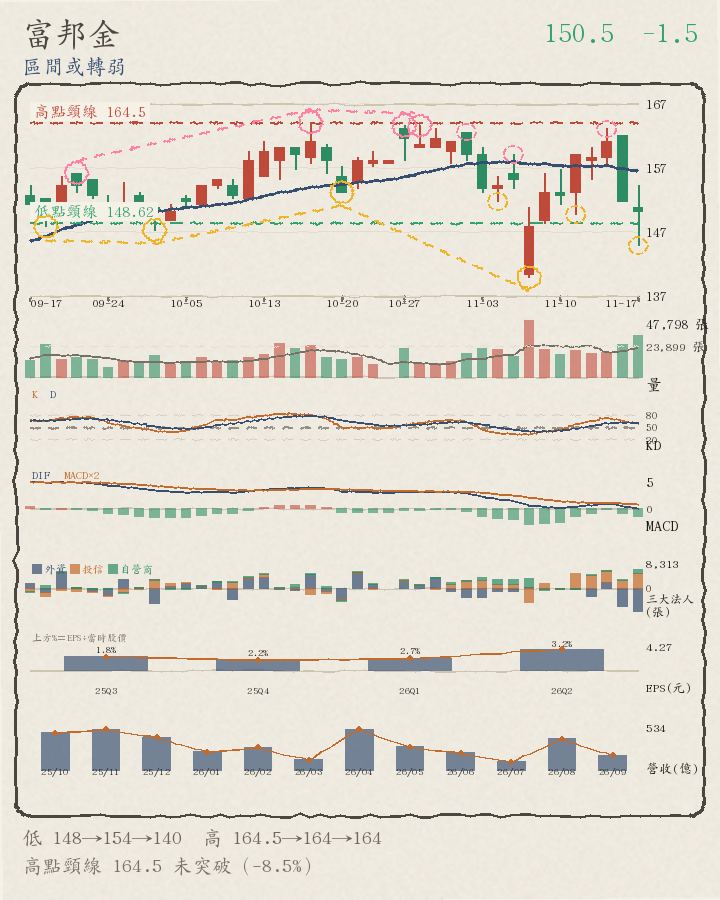 富邦金
150.5 -1.5
區間或轉弱
高點頸線 164.5
167
157
低點頸線 148.62
147
137
09-17 09-24 10-05 10-13 10-20 10-27 11-03 11-10 11-17
47,798 張
23,899 張
量
K D
80
50
20
KD
DIF MACD×2
5
0
MACD
外資 投信 自營商
8,313
0
三大法人
(張)
上方%=EPS÷當時股價
1.8% 2.2% 2.7% 3.2%
4.27
25Q3 25Q4 26Q1 26Q2
EPS(元)
534
25/10 25/11 25/12 26/01 26/02 26/03 26/04 26/05 26/06 26/07 26/08 26/09
營收(億)
低 148→154→140 高 164.5→164→164
高點頸線 164.5 未突破 (-8.5%)